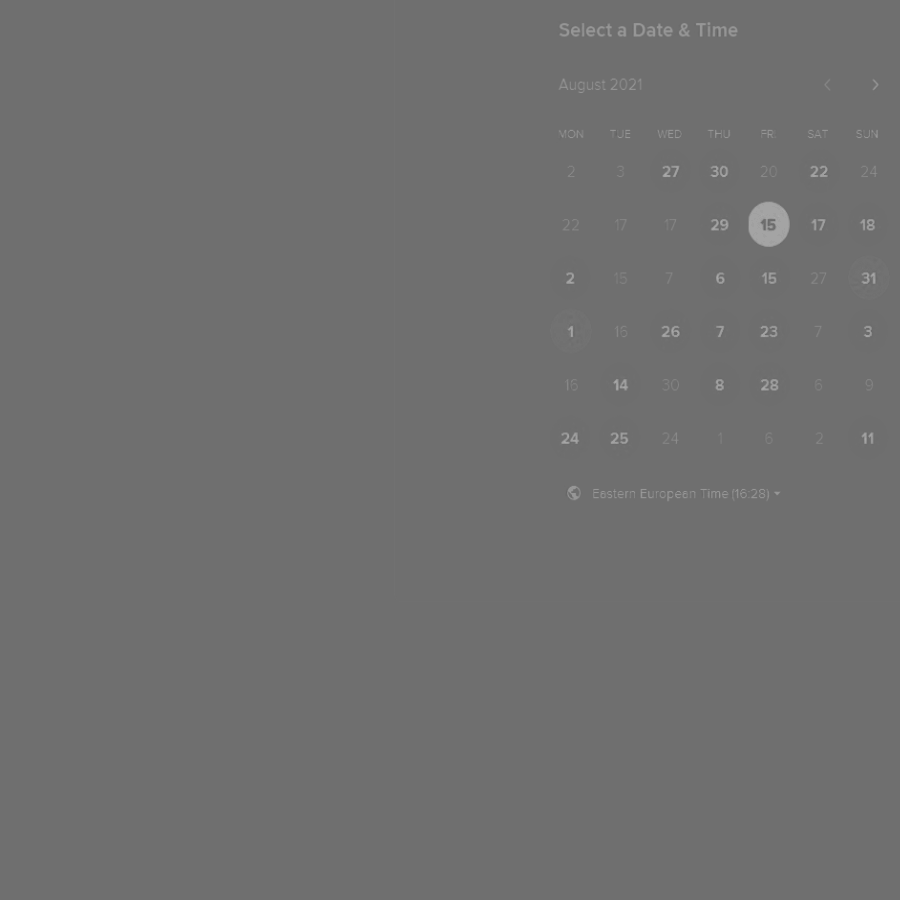 Select a Date & Time
August 2021
MON TUE WED THU FRI SAT SUN
2 3 27 30 20 22 24
22 17 17 29 15 17 18
2 15 7 6 15 27 31
1 16 26 7 23 7 3
16 14 30 8 28 6 9
24 25 24 1 6 2 11
Eastern European Time (16:28)